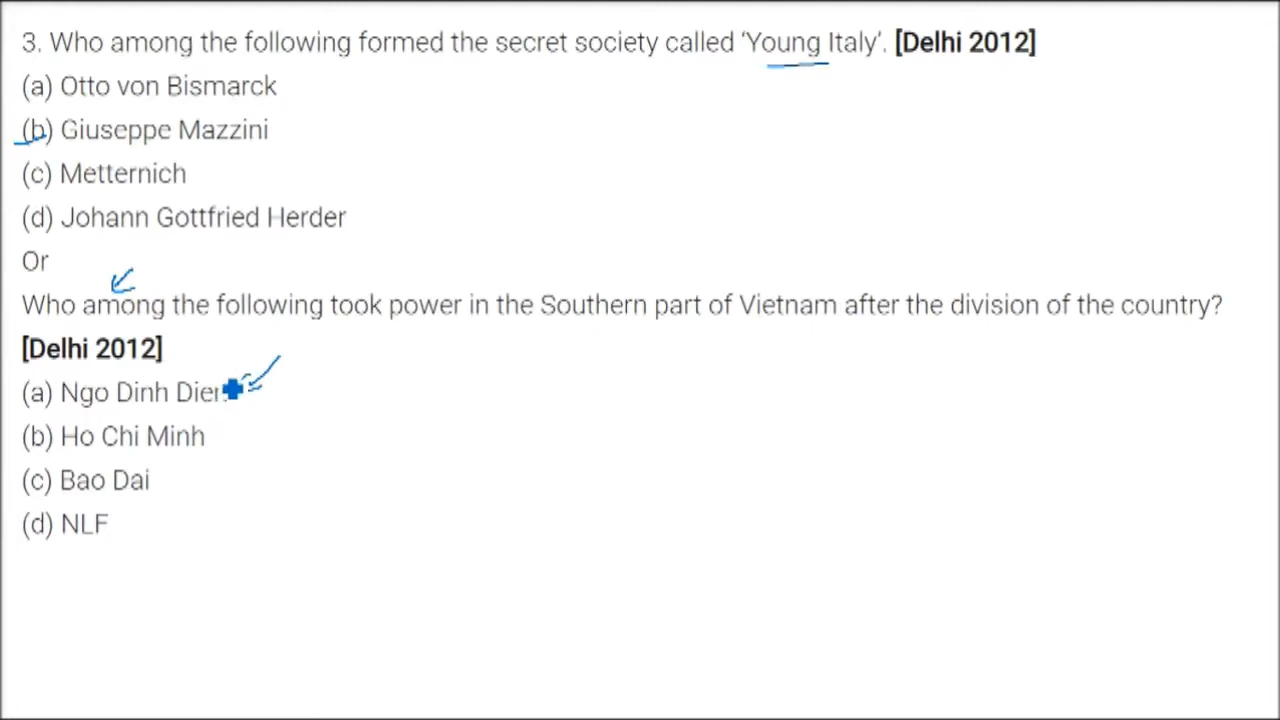 3. Who among the following formed the secret society called ‘Young Italy’. [Delhi 2012]
(a) Otto von Bismarck
(b) Giuseppe Mazzini
(c) Metternich
(d) Johann Gottfried Herder
Or
Who among the following took power in the Southern part of Vietnam after the division of the country?
[Delhi 2012]
(a) Ngo Dinh
(b) Ho Chi Minh
(c) Bao Dai
(d) NLF